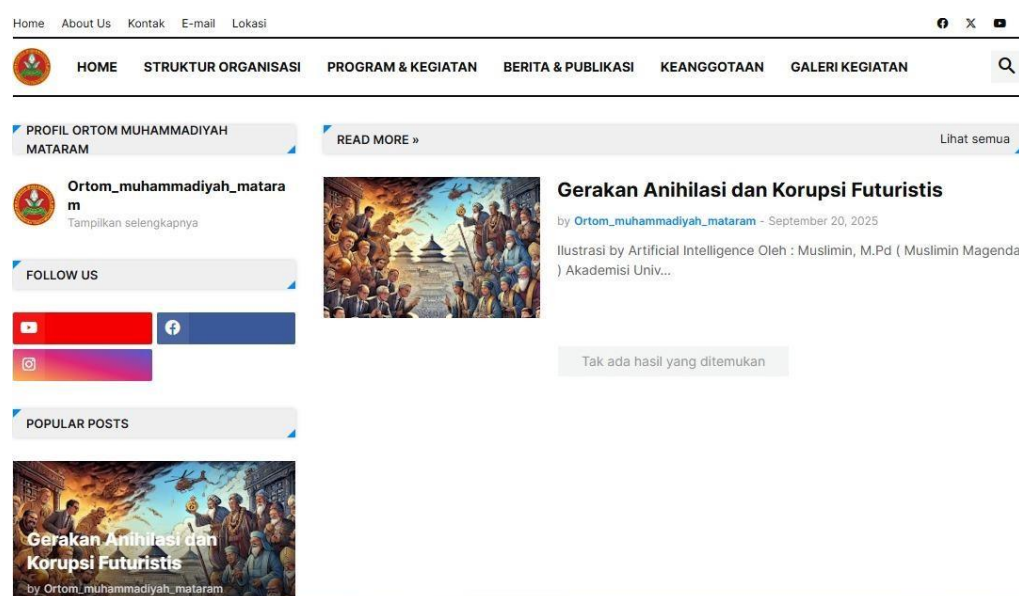 Home About Us Kontak E-mail Lokasi
HOME STRUKTUR ORGANISASI PROGRAM & KEGIATAN BERITA & PUBLIKASI KEANGGOTAAN GALERI KEGIATAN
PROFIL ORTOM MUHAMMADIYAH
MATARAM
Ortom_muhammadiyah_matara
m
Tampilkan selengkapnya
FOLLOW US
POPULAR POSTS
Gerakan Anihilasi dan
Korupsi Futuristis
by Ortom_muhammadiyah_mataram
READ MORE »
Lihat semua
Gerakan Anihilasi dan Korupsi Futuristis
by Ortom_muhammadiyah_mataram - September 20, 2025
Ilustrasi by Artificial Intelligence Oleh : Muslimin, M.Pd ( Muslimin Magenda
) Akademisi Univ...
Tak ada hasil yang ditemukan